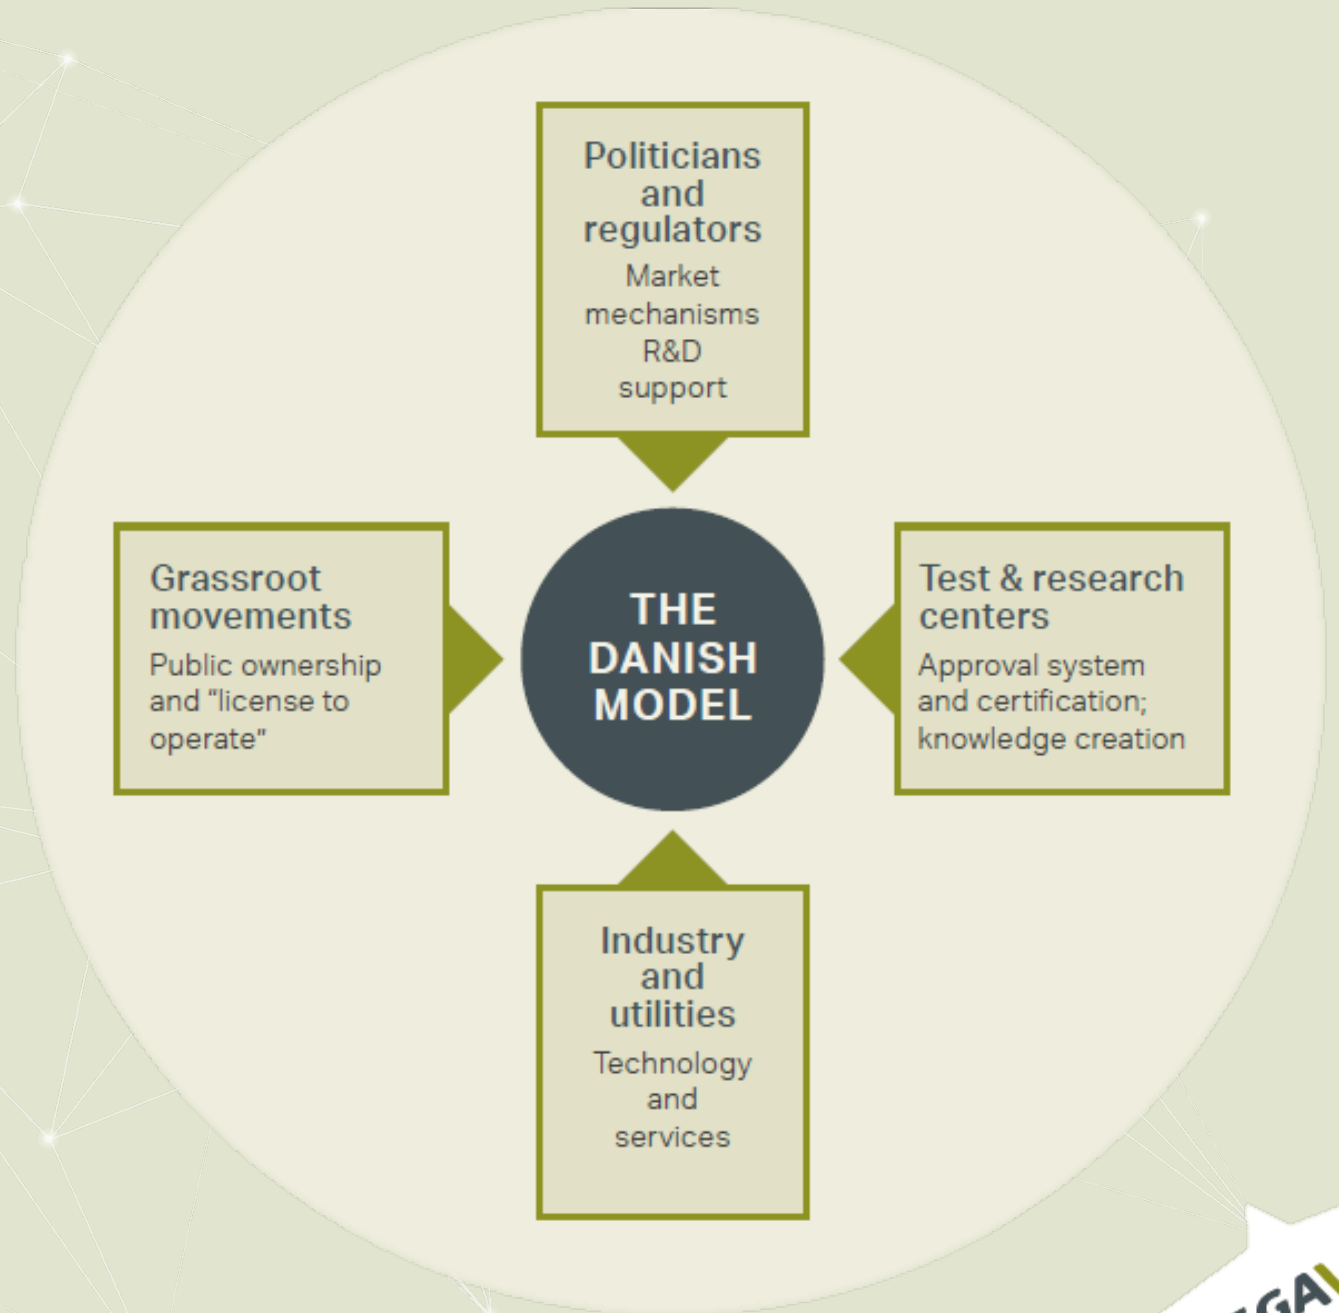 Politicians
and
regulators
Market
mechanisms
R&D
support
Grassroot
movements
Public ownership
and “license to
operate”
THE
DANISH
MODEL
Test & research
centers
Approval system
and certification;
knowledge creation
Industry
and
utilities
Technology
and
services